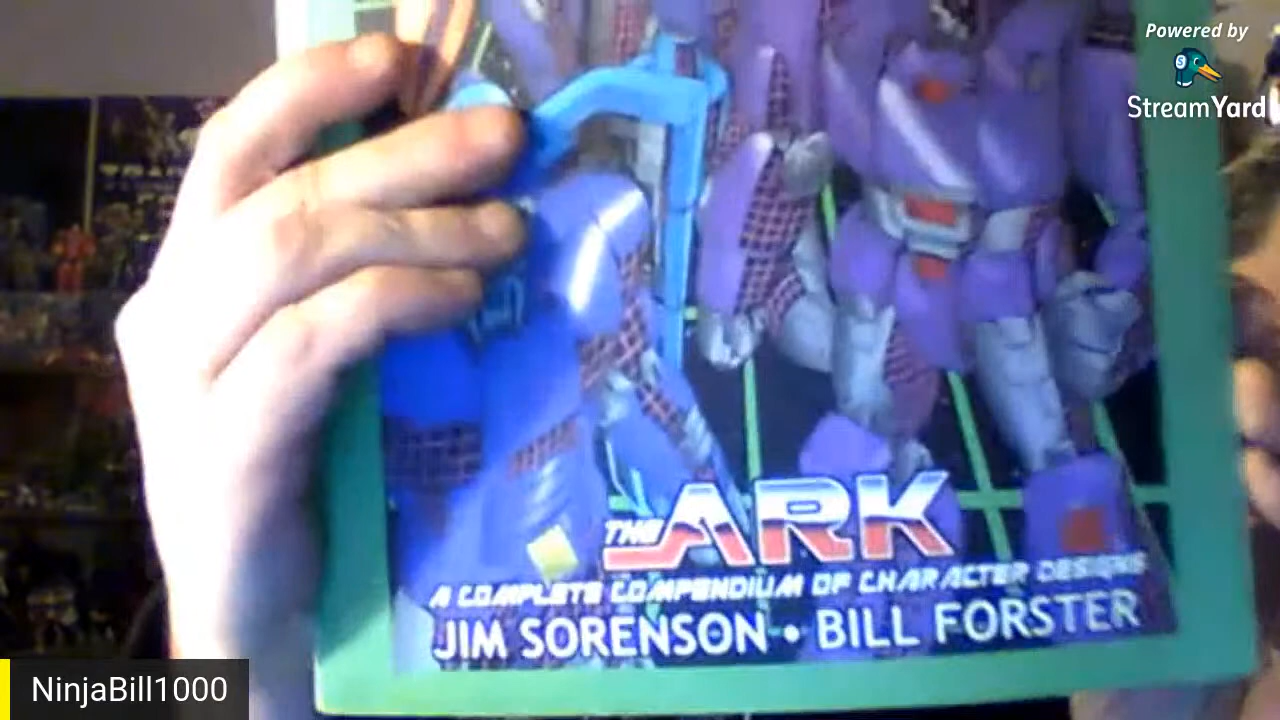 Powered by
StreamYard
THE ARK
A COMPLETE COMPENDIUM OF CHARACTER DESIGNS
JIM SORENSON • BILL FORSTER
NinjaBill1000